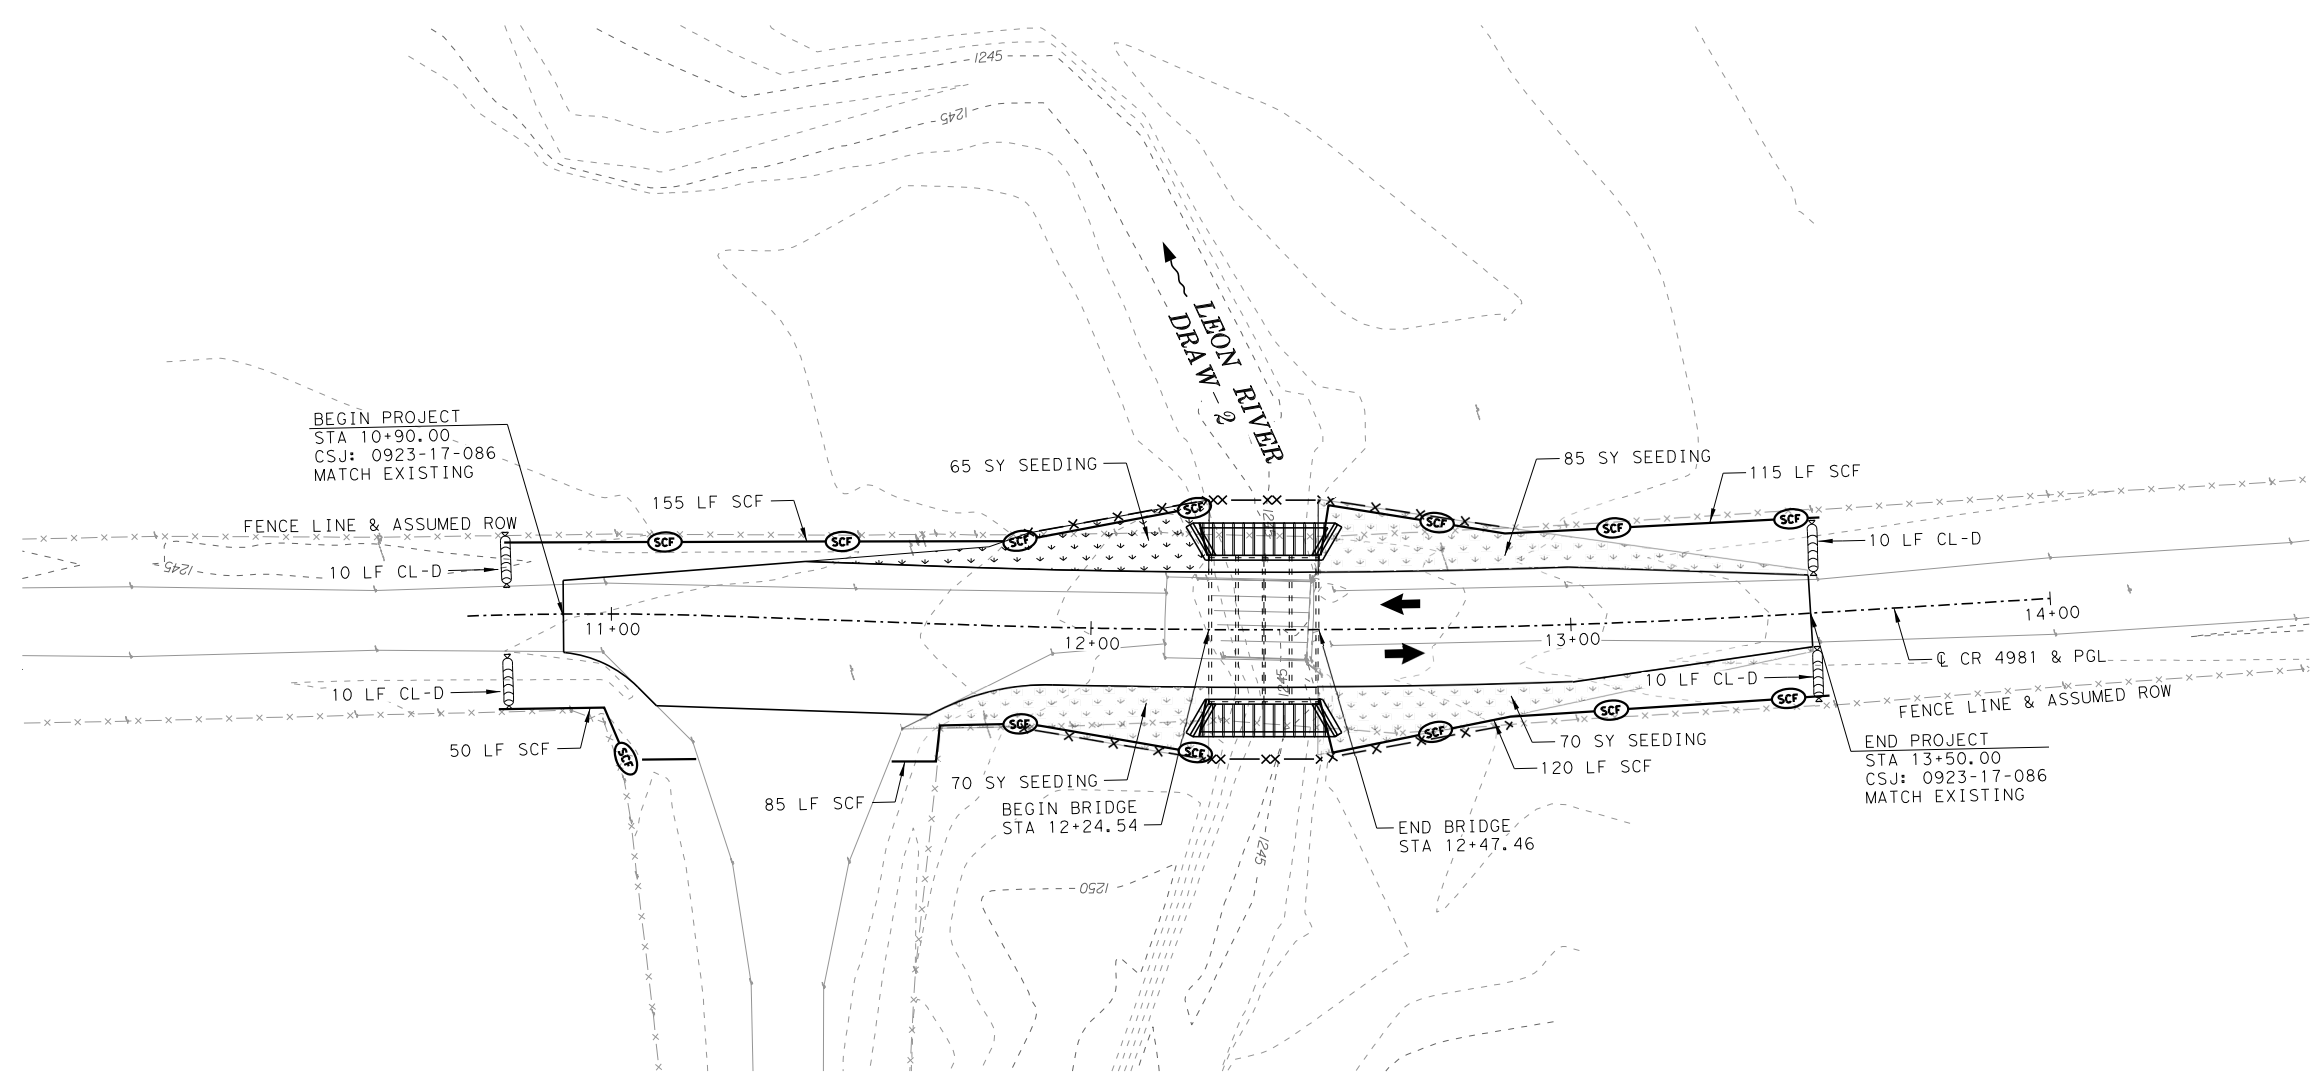 1245
1245
LEON RIVER
DRAW-2
BEGIN PROJECT
STA 10+90.00
CSJ: 0923-17-086
MATCH EXISTING
65 SY SEEDING
85 SY SEEDING
155 LF SCF
115 LF SCF
FENCE LINE & ASSUMED ROW
SCF
SCF
SCF
SCF
SCF
SCF
SCF
1245
10 LF CL-D
10 LF CL-D
1245
11+00
12+00
13+00
14+00
℄ CR 4981 & PGL
10 LF CL-D
10 LF CL-D
1245
FENCE LINE & ASSUMED ROW
SCF
SCF
SCF
SCF
SCF
SCF
50 LF SCF
70 SY SEEDING
120 LF SCF
END PROJECT
STA 13+50.00
CSJ: 0923-17-086
MATCH EXISTING
85 LF SCF
70 SY SEEDING
BEGIN BRIDGE
STA 12+24.54
END BRIDGE
STA 12+47.46
1245
1250